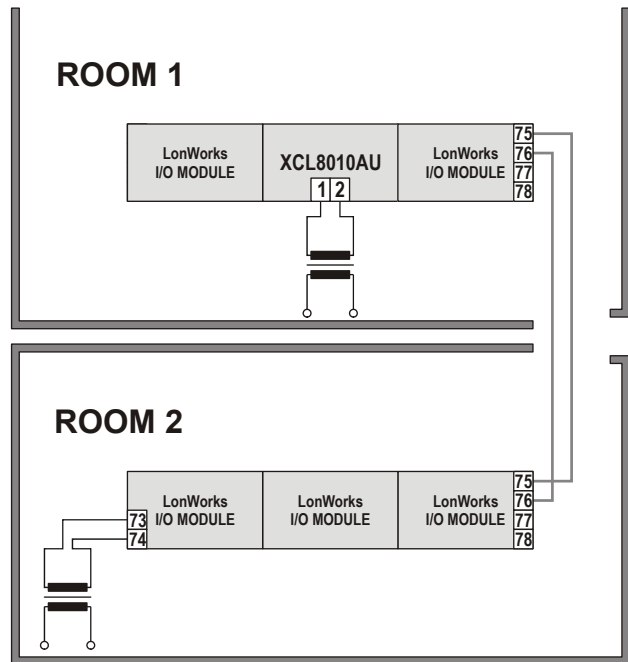 ROOM 1
LonWorks
I/O MODULE
XCL8010AU
1 2
LonWorks
I/O MODULE
75
76
77
78
ROOM 2
73
74
LonWorks
I/O MODULE
LonWorks
I/O MODULE
LonWorks
I/O MODULE
75
76
77
78